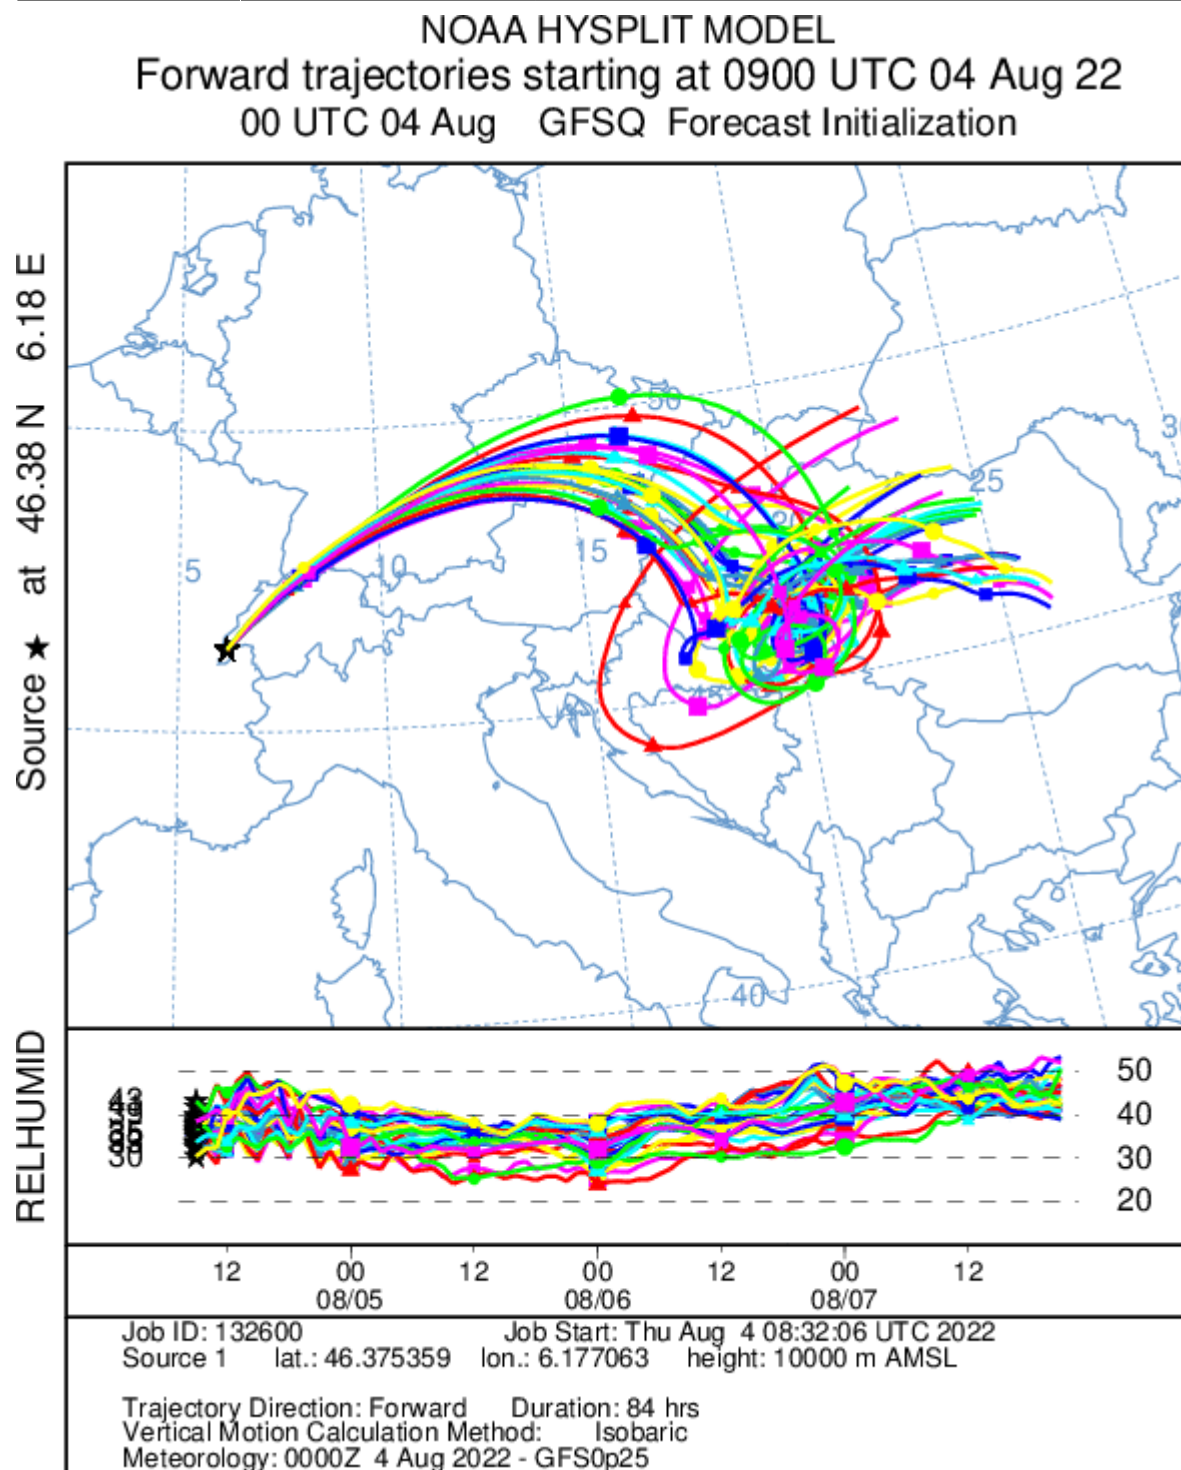 NOAA HYSPLIT MODEL
Forward trajectories starting at 0900 UTC 04 Aug 22
00 UTC 04 Aug GFSQ Forecast Initialization
Source ★ at 46.38 N 6.18 E
50
30
25
20
15
10
5
45
40
RELHUMID
43
30
50
40
30
20
12 00 12 00 12 00 12
08/05 08/06 08/07
Job ID: 132600 Job Start: Thu Aug 4 08:32:06 UTC 2022
Source 1 lat.: 46.375359 lon.: 6.177063 height: 10000 m AMSL
Trajectory Direction: Forward Duration: 84 hrs
Vertical Motion Calculation Method: Isobaric
Meteorology: 0000Z 4 Aug 2022 - GFS0p25